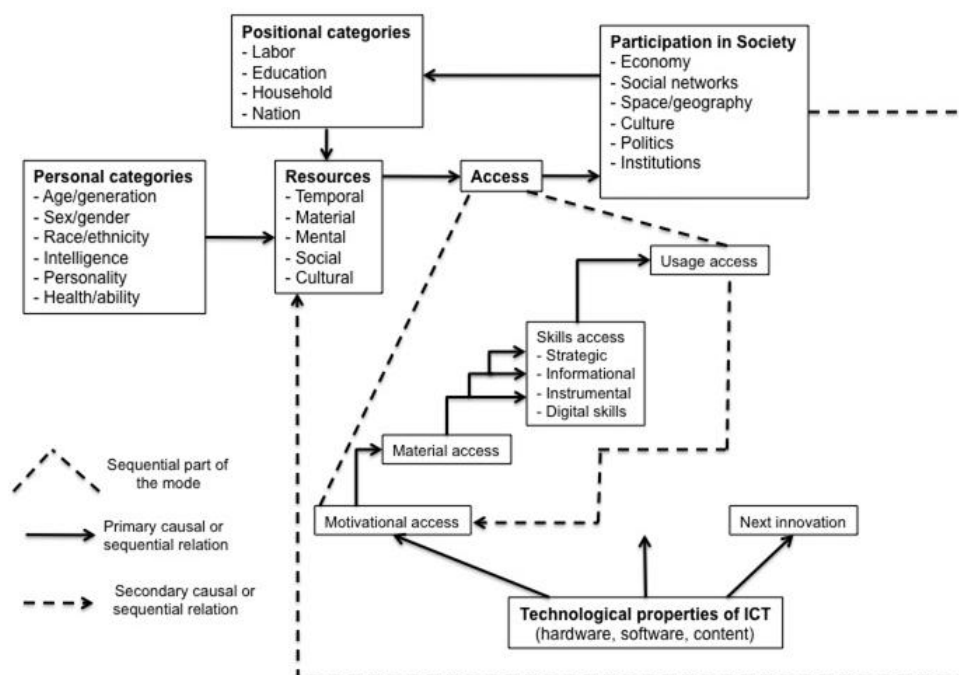 Positional categories
- Labor
- Education
- Household
- Nation
Participation in Society
- Economy
- Social networks
- Space/geography
- Culture
- Politics
- Institutions
Personal categories
- Age/generation
- Sex/gender
- Race/ethnicity
- Intelligence
- Personality
- Health/ability
Resources
- Temporal
- Material
- Mental
- Social
- Cultural
Access
Usage access
Skills access
- Strategic
- Informational
- Instrumental
- Digital skills
Material access
Motivational access
Next innovation
Technological properties of ICT
(hardware, software, content)
Sequential part of
the mode
Primary causal or
sequential relation
Secondary causal or
sequential relation